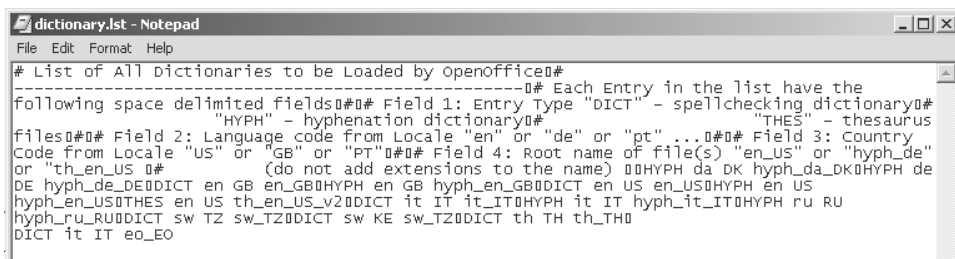 dictionary.lst - Notepad
File Edit Format Help
# List of All Dictionaries to be Loaded by OpenOffice▯#
---------------------------------------------------▯# Each Entry in the list have the
following space delimited fields▯#▯# Field 1: Entry Type "DICT" - spellchecking dictionary▯#
"HYPH" - hyphenation dictionary▯# "THES" - thesaurus
files▯#▯# Field 2: Language code from Locale "en" or "de" or "pt" ...▯#▯# Field 3: Country
Code from Locale "US" or "GB" or "PT"▯#▯# Field 4: Root name of file(s) "en_US" or "hyph_de"
or "th_en_US ▯# (do not add extensions to the name) ▯▯HYPH da DK hyph_da_DK▯HYPH de
DE hyph_de_DE▯DICT en GB en_GB▯HYPH en GB hyph_en_GB▯DICT en US en_US▯HYPH en US
hyph_en_US▯THES en US th_en_US_v2▯DICT it IT it_IT▯HYPH it IT hyph_it_IT▯HYPH ru RU
hyph_ru_RU▯DICT sw TZ sw_TZ▯DICT sw KE sw_TZ▯DICT th TH th_TH▯
DICT it IT eo_EO